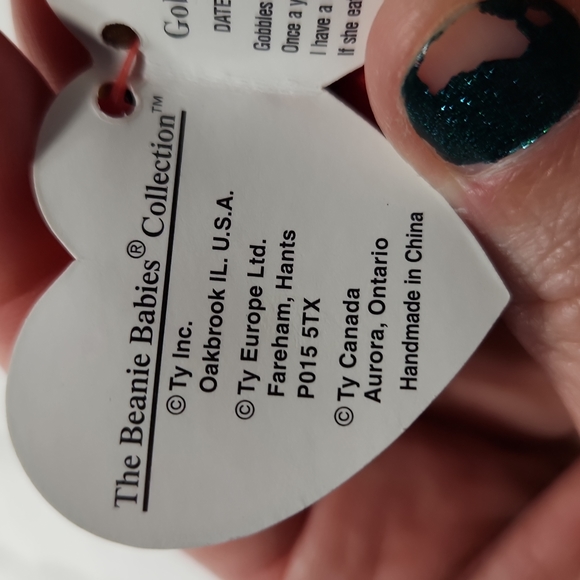 The Beanie Babies® Collection™
© Ty Inc.
Oakbrook IL. U.S.A.
© Ty Europe Ltd.
Fareham, Hants
P015 5TX
© Ty Canada
Aurora, Ontario
Handmade in China
DATE
Gobbles
Once a y
I have a
If she ea